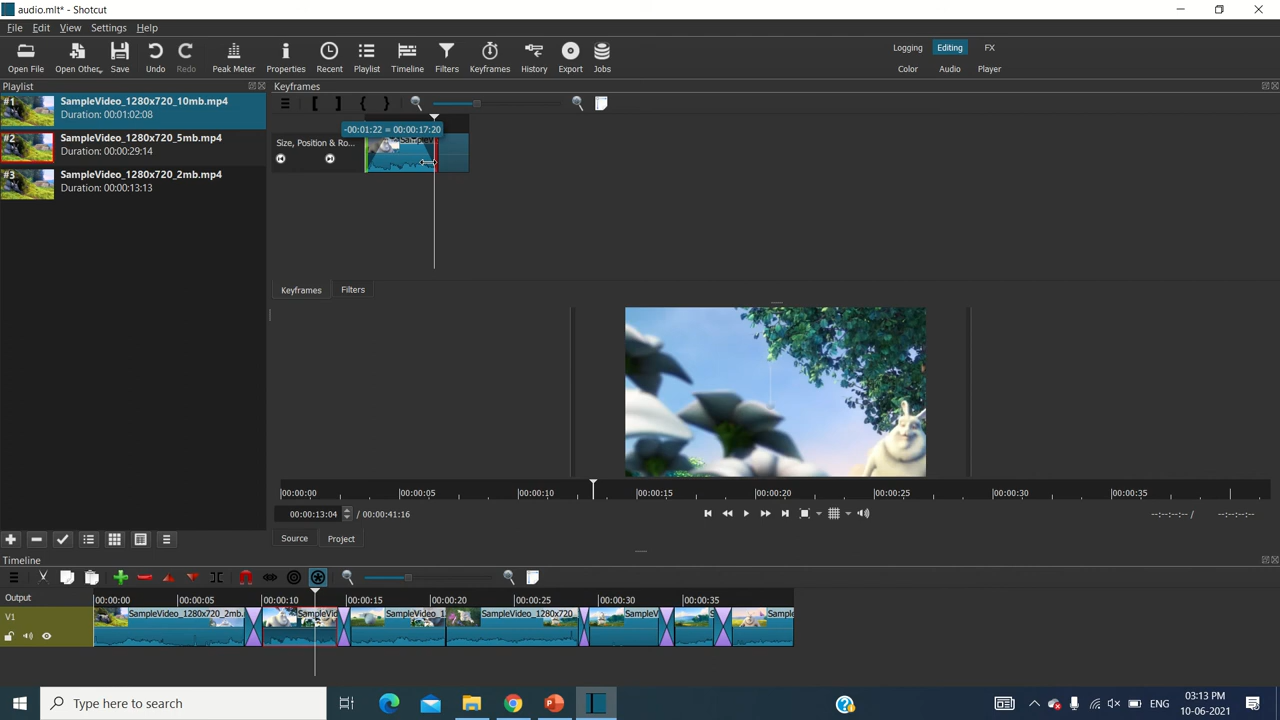 audio.mlt* - Shotcut
File Edit View Settings Help
Open File Open Other.. Save Undo Redo Peak Meter Properties Recent Playlist Timeline Filters Keyframes History Export Jobs
Logging Editing FX
Color Audio Player
Playlist
Keyframes
#1 SampleVideo_1280x720_10mb.mp4
Duration: 00:01:02:08
#2 SampleVideo_1280x720_5mb.mp4
Duration: 00:00:29:14
#3 SampleVideo_1280x720_2mb.mp4
Duration: 00:00:13:13
-00:01:22 = 00:00:17:20
Size, Position & Ro...
Keyframes Filters
00:00:00 00:00:05 00:00:10 00:00:15 00:00:20 00:00:25 00:00:30 00:00:35
00:00:13:04 / 00:00:41:16
--:--:--:-- / --:--:--:--
Source Project
Timeline
Output
00:00:00 00:00:05 00:00:10 00:00:15 00:00:20 00:00:25 00:00:30 00:00:35
V1
SampleVideo_1280x720_2mb. SampleVid SampleVideo_1 SampleVideo_1280x720 SampleV Sample
Type here to search
ENG
03:13 PM
10-06-2021